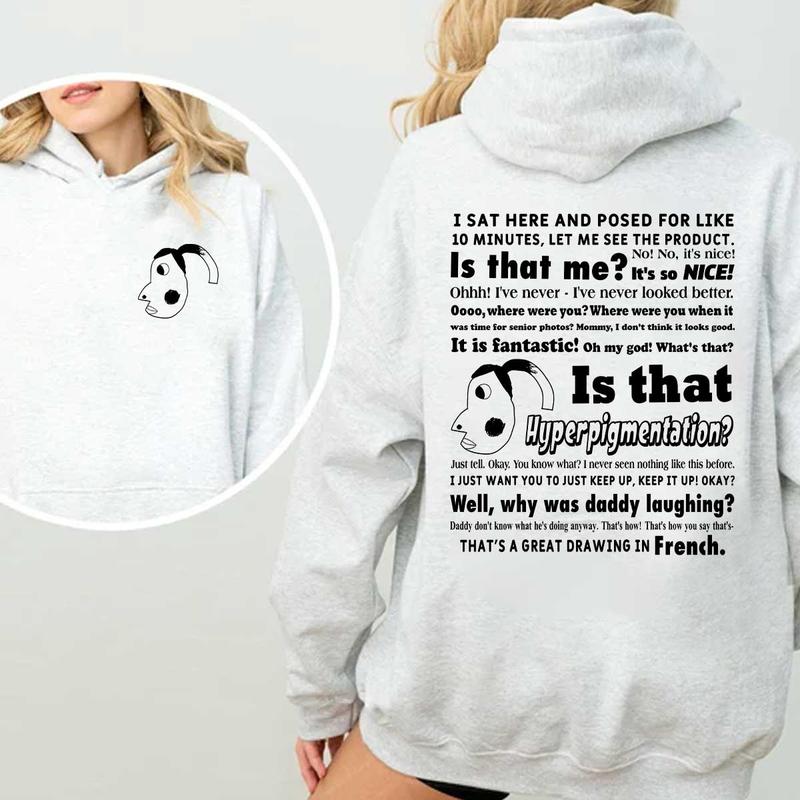 I SAT HERE AND POSED FOR LIKE
10 MINUTES, LET ME SEE THE PRODUCT.
Is that me? No! No, it's nice!
It's so NICE!
Ohhh! I've never - I've never looked better.
Oooo, where were you? Where were you when it
was time for senior photos? Mommy, I don't think it looks good.
It is fantastic! Oh my god! What's that?
Is that
Hyperpigmentation?
Just tell. Okay. You know what? I never seen nothing like this before.
I JUST WANT YOU TO JUST KEEP UP, KEEP IT UP! OKAY?
Well, why was daddy laughing?
Daddy don't know what he's doing anyway. That's how! That's how you say that's-
THAT'S A GREAT DRAWING IN French.